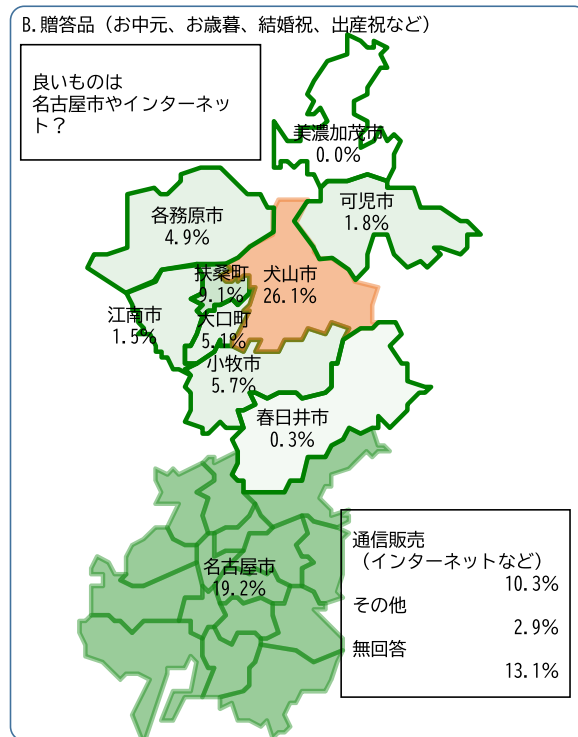 B.贈答品（お中元、お歳暮、結婚祝、出産祝など）
良いものは
名古屋市やインターネッ
ト？
美濃加茂市
0.0%
可児市
1.8%
各務原市
4.9%
扶桑町
9.1%
犬山市
26.1%
江南市
1.5%
大口町
5.1%
小牧市
5.7%
春日井市
0.3%
名古屋市
19.2%
通信販売
（インターネットなど）
10.3%
その他
2.9%
無回答
13.1%